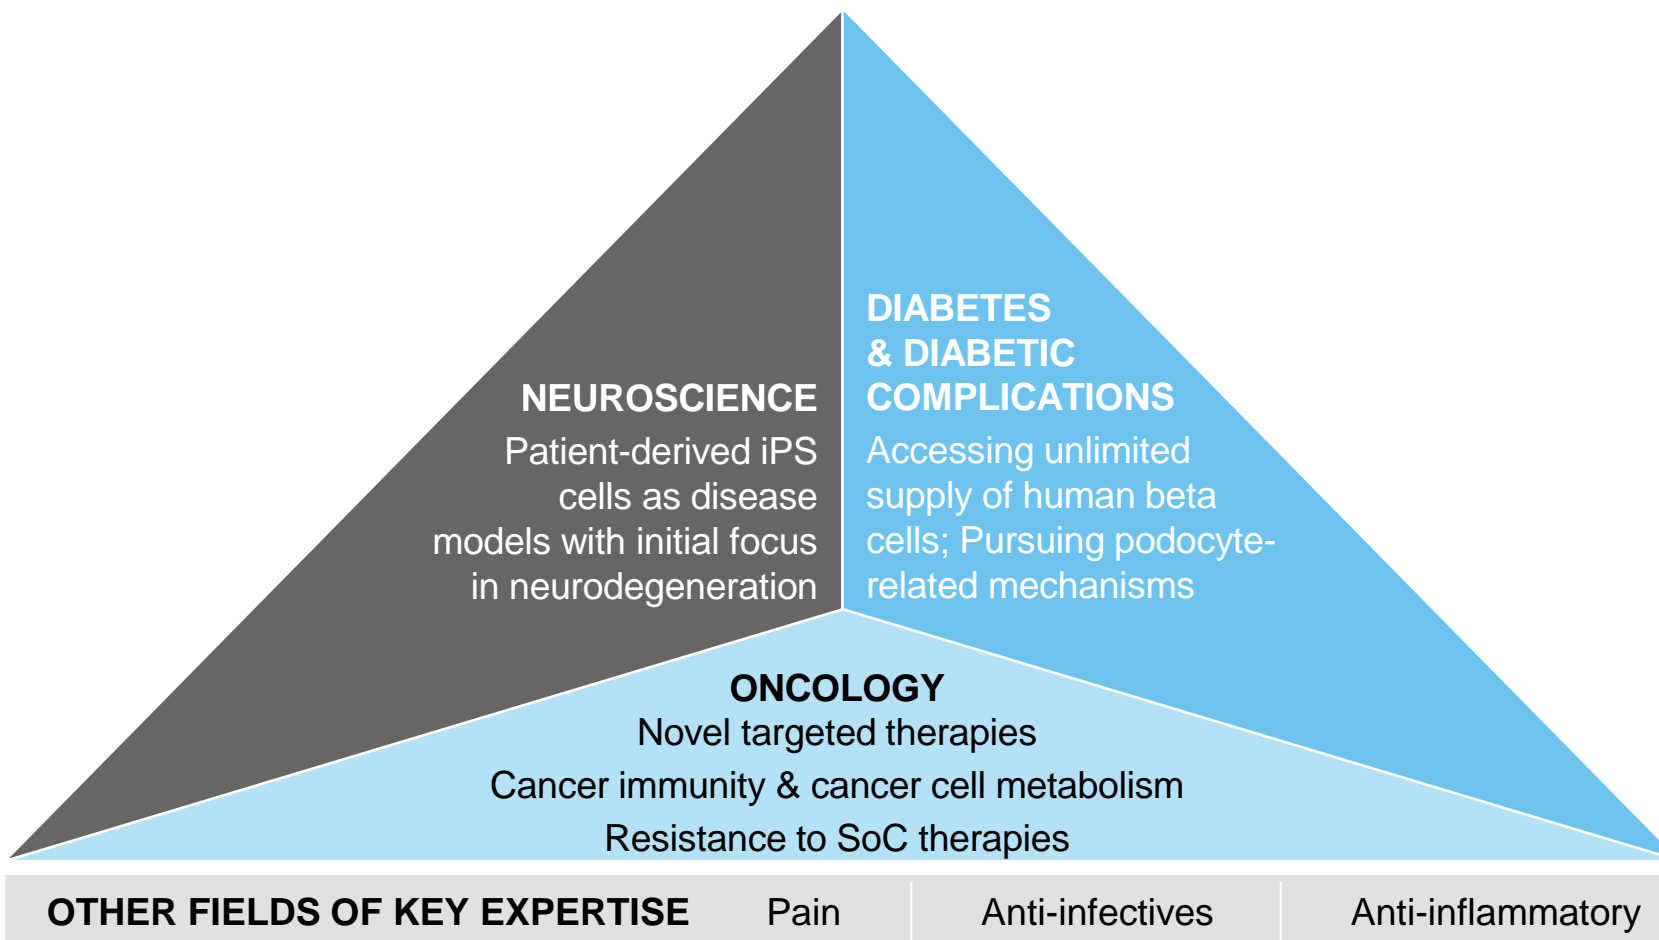 NEUROSCIENCE
Patient-derived iPS
cells as disease
models with initial focus
in neurodegeneration
DIABETES
& DIABETIC
COMPLICATIONS
Accessing unlimited
supply of human beta
cells; Pursuing podocyte-
related mechanisms
ONCOLOGY
Novel targeted therapies
Cancer immunity & cancer cell metabolism
Resistance to SoC therapies
OTHER FIELDS OF KEY EXPERTISE Pain Anti-infectives Anti-inflammatory